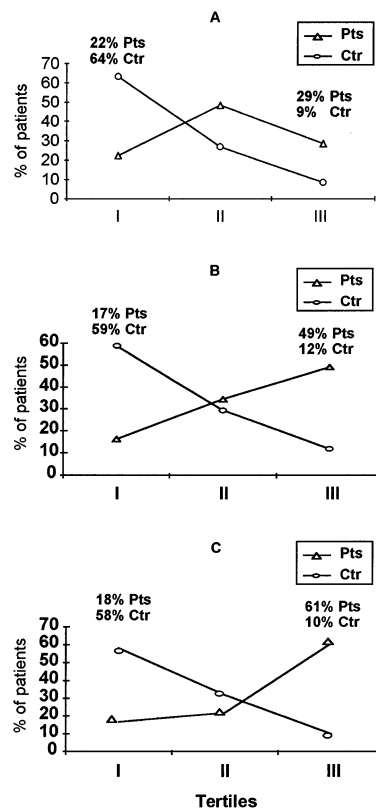 A
Pts
Ctr
22% Pts
64% Ctr
29% Pts
9% Ctr
% of patients
70
60
50
40
30
20
10
0
I II III
B
Pts
Ctr
17% Pts
59% Ctr
49% Pts
12% Ctr
% of patients
60
50
40
30
20
10
0
I II III
C
Pts
Ctr
18% Pts
58% Ctr
61% Pts
10% Ctr
% of patients
70
60
50
40
30
20
10
0
I II III
Tertiles